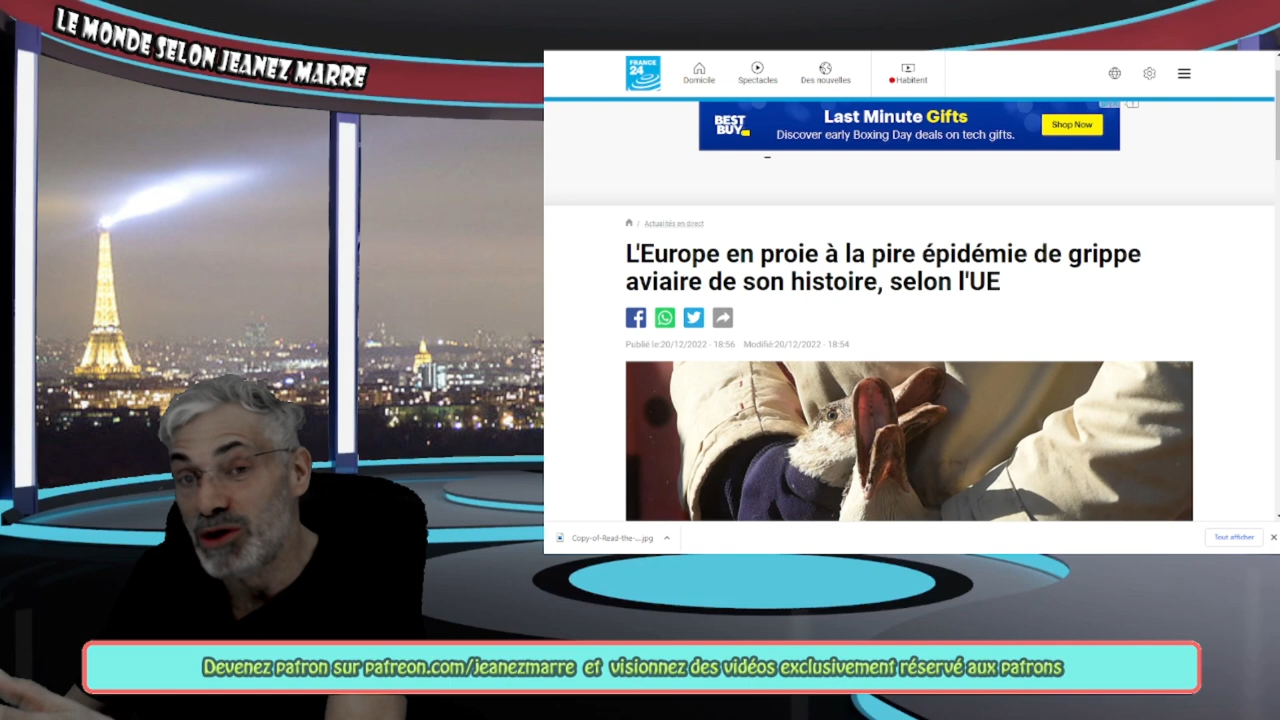 LE MONDE SELON JEANEZ MARRE
FRANCE
24
Domicile
Spectacles
Des nouvelles
Habitent
BEST
BUY
Last Minute Gifts
Discover early Boxing Day deals on tech gifts.
Shop Now
/ Actualités en direct
L'Europe en proie à la pire épidémie de grippe
aviaire de son histoire, selon l'UE
Publié le:20/12/2022 - 18:56 Modifié:20/12/2022 - 18:54
Copy-of-Read-the-...jpg
Tout afficher
Devenez patron sur patreon.com/jeanezmarre et visionnez des vidéos exclusivement réservé aux patrons